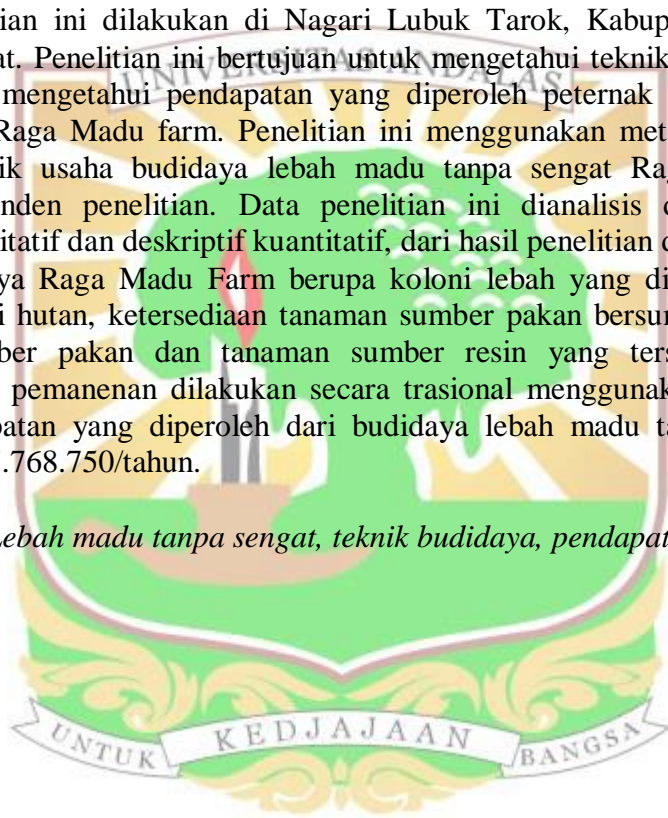 ian ini dilakukan di Nagari Lubuk Tarok, Kabup
at. Penelitian ini bertujuan untuk mengetahui teknik
mengetahui pendapatan yang diperoleh peternak
Raga Madu farm. Penelitian ini menggunakan met
ik usaha budidaya lebah madu tanpa sengat Rag
nden penelitian. Data penelitian ini dianalisis
itatif dan deskriptif kuantitatif, dari hasil penelitian d
ya Raga Madu Farm berupa koloni lebah yang di
i hutan, ketersediaan tanaman sumber pakan bersu
ber pakan dan tanaman sumber resin yang ters
pemanenan dilakukan secara trasional menggunak
patan yang diperoleh dari budidaya lebah madu ta
.768.750/tahun.
Lebah madu tanpa sengat, teknik budidaya, pendapat
UNIVERSITAS ANDALAS
UNTUK KEDJAJAAN BANGSA